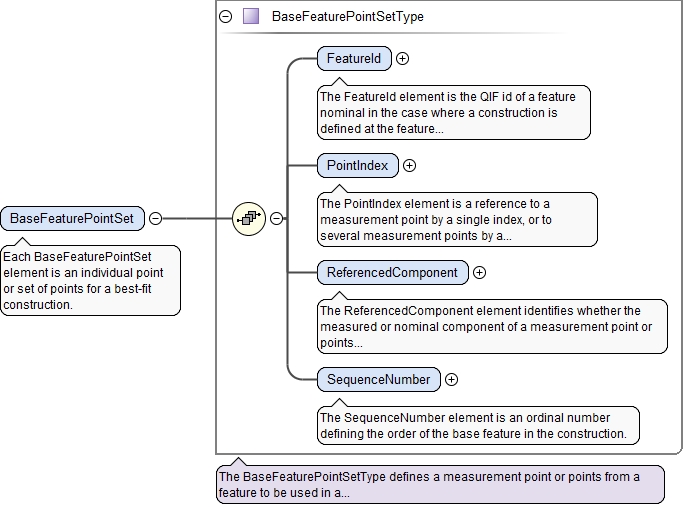 BaseFeaturePointSetType
FeatureId
The FeatureId element is the QIF id of a feature
nominal in the case where a construction is
defined at the feature...
PointIndex
The PointIndex element is a reference to a
measurement point by a single index, or to
several measurement points by a...
BaseFeaturePointSet
Each BaseFeaturePointSet
element is an individual point
or set of points for a best-fit
construction.
ReferencedComponent
The ReferencedComponent element identifies whether the
measured or nominal component of a measurement point or
points...
SequenceNumber
The SequenceNumber element is an ordinal number
defining the order of the base feature in the construction.
The BaseFeaturePointSetType defines a measurement point or points from a
feature to be used in a...